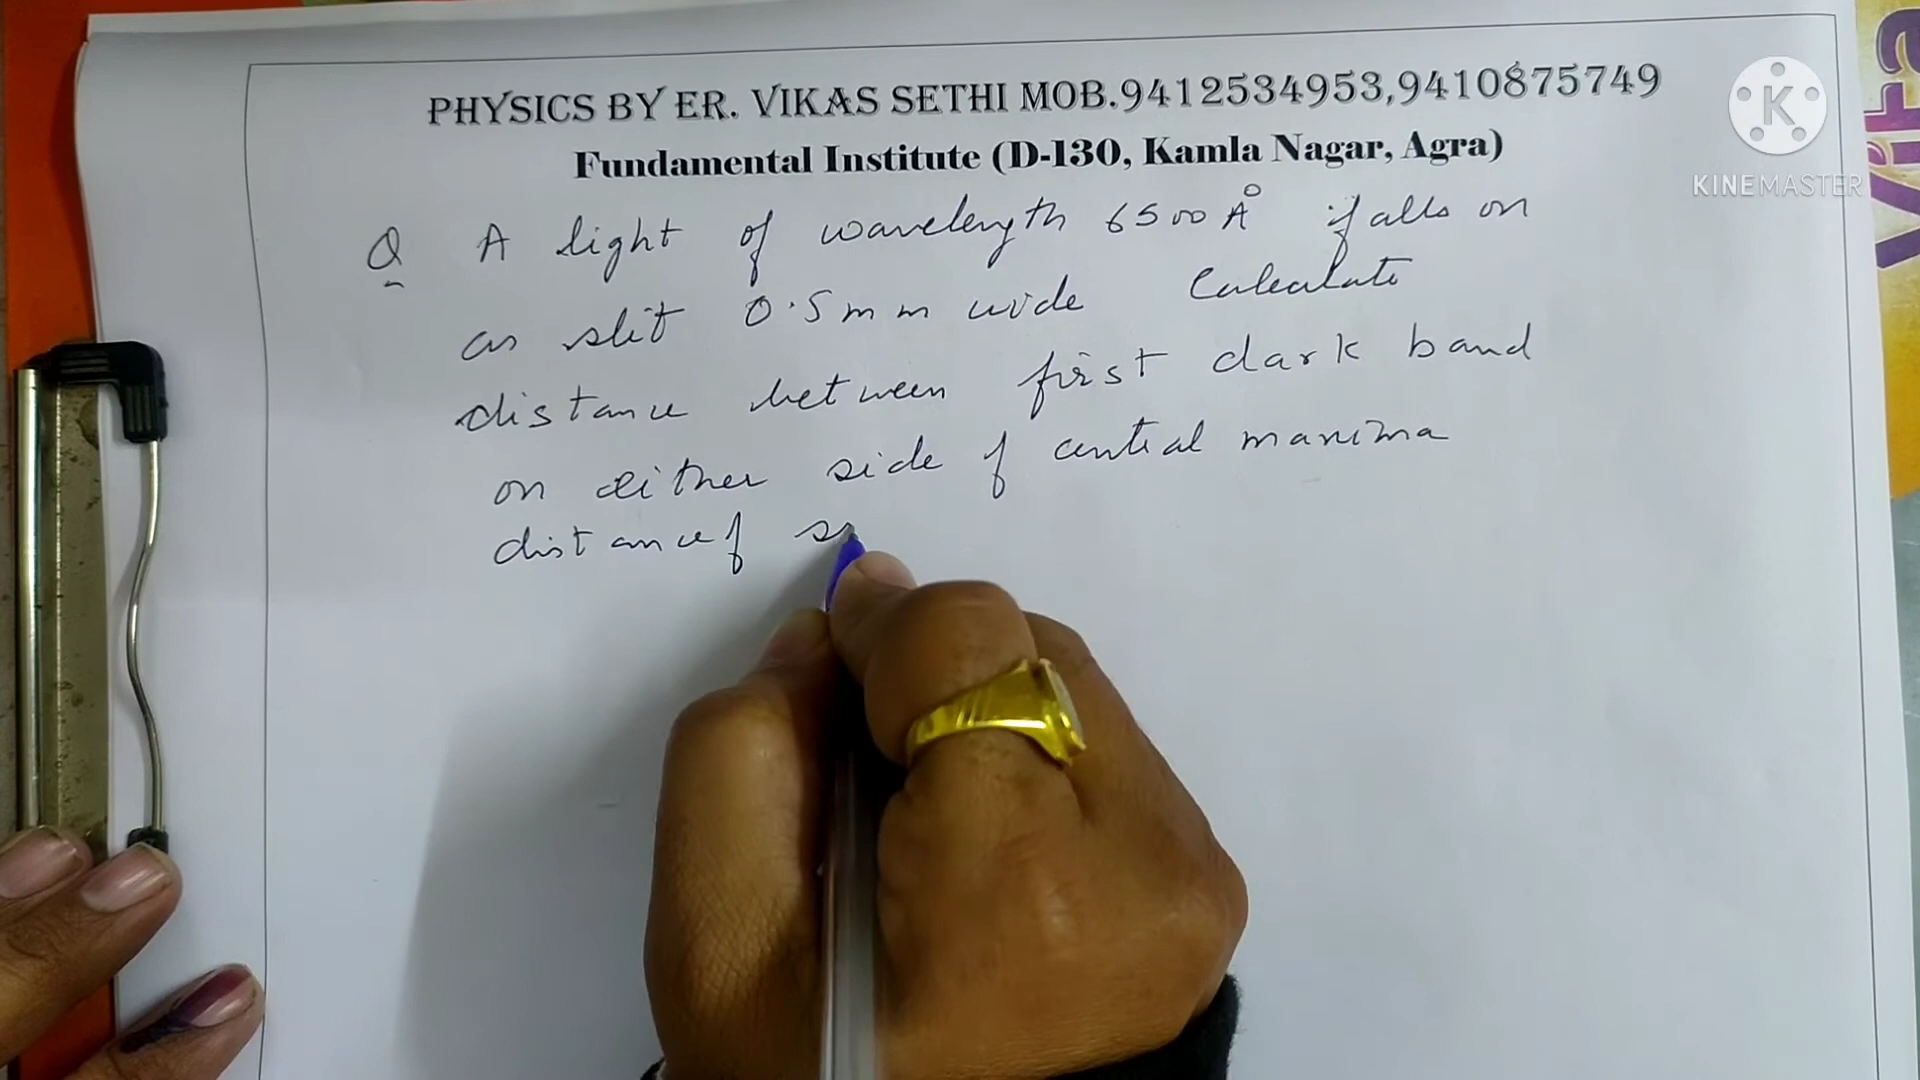 PHYSICS BY ER. VIKAS SETHI MOB.9412534953,9410875749
Fundamental Institute (D-130, Kamla Nagar, Agra)
KINEMASTER
Q A light of wavelength 6500 Å falls on
as slit 0.5mm wide Calculate
distance between first dark band
on either side of central maxima
distance of
Vita